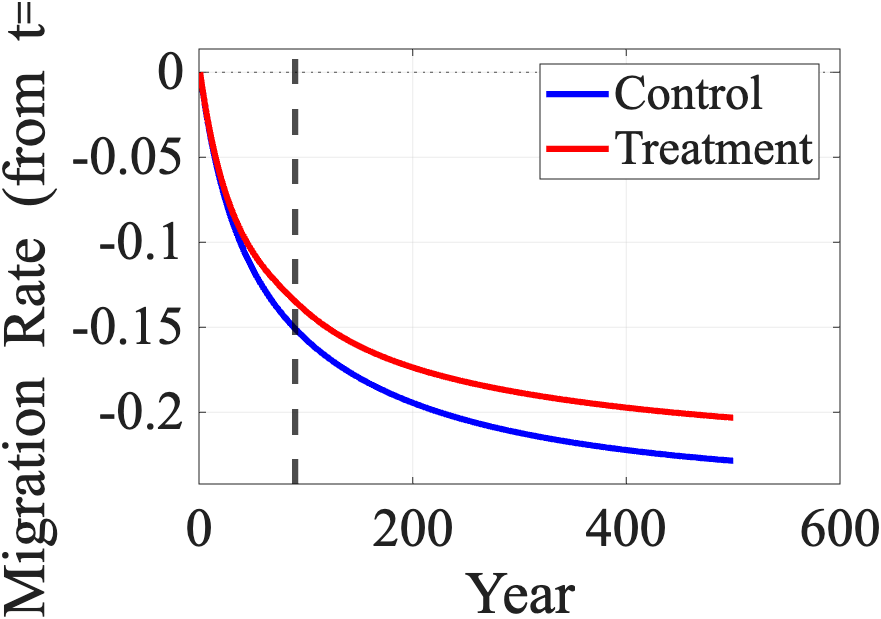 Migration Rate (from t=
0
-0.05
-0.1
-0.15
-0.2
Control
Treatment
0 200 400 600
Year